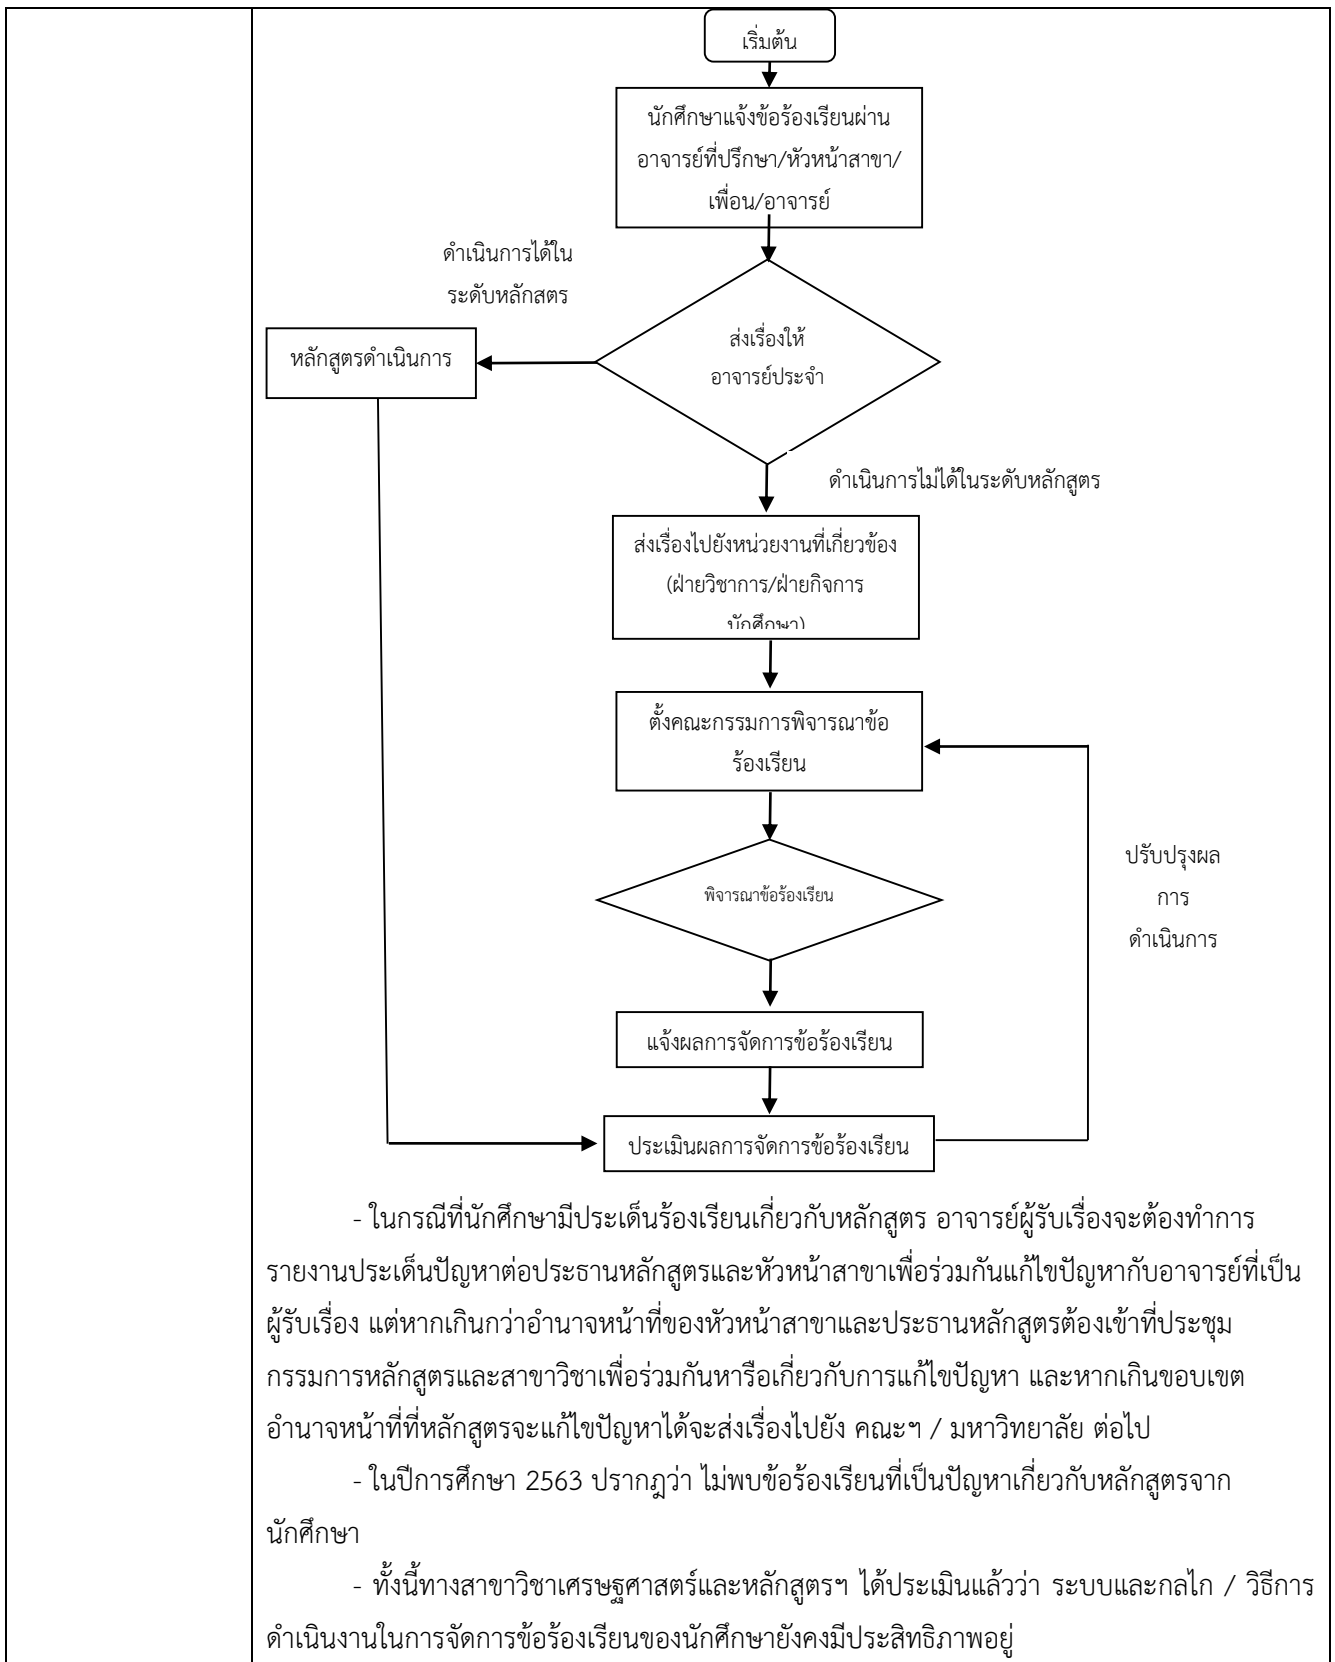 เริ่มต้น
นักศึกษาแจ้งข้อร้องเรียนผ่าน
อาจารย์ที่ปรึกษา/หัวหน้าสาขา/
เพื่อน/อาจารย์
ดำเนินการได้ใน
ระดับหลักสตร
ส่งเรื่องให้
อาจารย์ประจำ
หลักสูตรดำเนินการ
ดำเนินการไม่ได้ในระดับหลักสูตร
ส่งเรื่องไปยังหน่วยงานที่เกี่ยวข้อง
(ฝ่ายวิชาการ/ฝ่ายกิจการ
นักศึกษา)
ตั้งคณะกรรมการพิจารณาข้อ
ร้องเรียน
พิจารณาข้อร้องเรียน
ปรับปรุงผล
การ
ดำเนินการ
แจ้งผลการจัดการข้อร้องเรียน
ประเมินผลการจัดการข้อร้องเรียน
- ในกรณีที่นักศึกษามีประเด็นร้องเรียนเกี่ยวกับหลักสูตร อาจารย์ผู้รับเรื่องจะต้องทำการ
รายงานประเด็นปัญหาต่อประธานหลักสูตรและหัวหน้าสาขาเพื่อร่วมกันแก้ไขปัญหากับอาจารย์ที่เป็น
ผู้รับเรื่อง แต่หากเกินกว่าอำนาจหน้าที่ของหัวหน้าสาขาและประธานหลักสูตรต้องเข้าที่ประชุม
กรรมการหลักสูตรและสาขาวิชาเพื่อร่วมกันหารือเกี่ยวกับการแก้ไขปัญหา และหากเกินขอบเขต
อำนาจหน้าที่ที่หลักสูตรจะแก้ไขปัญหาได้จะส่งเรื่องไปยัง คณะฯ / มหาวิทยาลัย ต่อไป
- ในปีการศึกษา 2563 ปรากฎว่า ไม่พบข้อร้องเรียนที่เป็นปัญหาเกี่ยวกับหลักสูตรจาก
นักศึกษา
- ทั้งนี้ทางสาขาวิชาเศรษฐศาสตร์และหลักสูตรฯ ได้ประเมินแล้วว่า ระบบและกลไก / วิธีการ
ดำเนินงานในการจัดการข้อร้องเรียนของนักศึกษายังคงมีประสิทธิภาพอยู่